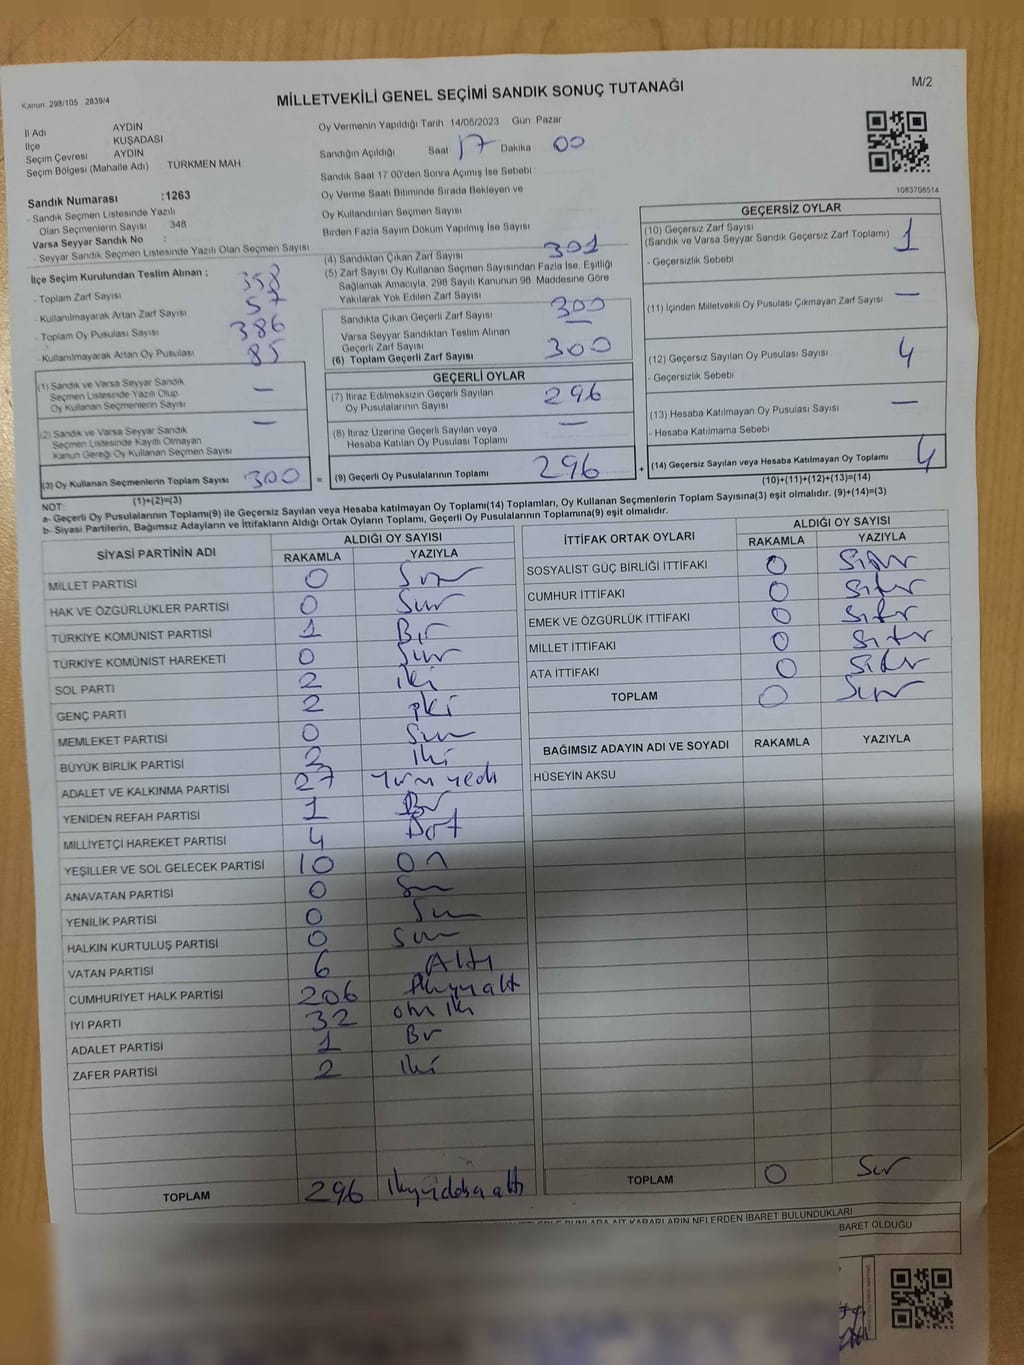 Kanun. 298/105 2839/4
MİLLETVEKİLİ GENEL SEÇİMİ SANDIK SONUÇ TUTANAĞI
M/2
İl Adı AYDIN
İlçe KUŞADASI
Seçim Çevresi AYDIN
Seçim Bölgesi (Mahalle Adı) : TÜRKMEN MAH
Sandık Numarası :1263
- Sandık Seçmen Listesinde Yazılı
Olan Seçmenlerin Sayısı 348
Varsa Seyyar Sandık No :
- Seyyar Sandık Seçmen Listesinde Yazılı Olan Seçmen Sayısı
Oy Vermenin Yapıldığı Tarih 14/05/2023 Gün: Pazar
Sandığın Açıldığı Saat 17 Dakika 00
Sandık Saat 17 00'den Sonra Açımış İse Sebebi :
Oy Verme Saati Bitiminde Sırada Bekleyen ve
Oy Kullandırılan Seçmen Sayısı
Birden Fazla Sayım Döküm Yapılmış İse Sayısı
1083708514
İlçe Seçim Kurulundan Teslim Alınan ;
- Toplam Zarf Sayısı 358
- Kullanılmayarak Artan Zarf Sayısı 57
- Toplam Oy Pusulası Sayısı 386
- Kullanılmayarak Artan Oy Pusulası 85
(1) Sandık ve Varsa Seyyar Sandık
Seçmen Listesinde Yazılı Olup
Oy Kullanan Seçmenlerin Sayısı —
(2) Sandık ve Varsa Seyyar Sandık
Seçmen Listesinde Kayıtlı Olmayan
Kanun Gereği Oy Kullanan Seçmen Sayısı —
(3) Oy Kullanan Seçmenlerin Toplam Sayısı 300 =
(1)+(2)=(3)
(4) Sandıktan Çıkan Zarf Sayısı 301
(5) Zarf Sayısı Oy Kullanan Seçmen Sayısından Fazla İse, Eşitliği
Sağlamak Amacıyla, 298 Sayılı Kanunun 98. Maddesine Göre
Yakılarak Yok Edilen Zarf Sayısı
Sandıkta Çıkan Geçerli Zarf Sayısı 300
Varsa Seyyar Sandıktan Teslim Alınan
Geçerli Zarf Sayısı —
(6) Toplam Geçerli Zarf Sayısı 300
GEÇERLİ OYLAR
(7) İtiraz Edilmeksizin Geçerli Sayılan
Oy Pusulalarının Sayısı 296
(8) İtiraz Üzerine Geçerli Sayılan veya
Hesaba Katılan Oy Pusulası Toplamı —
(9) Geçerli Oy Pusulalarının Toplamı 296 +
GEÇERSİZ OYLAR
(10) Geçersiz Zarf Sayısı
(Sandık ve Varsa Seyyar Sandık Geçersiz Zarf Toplamı) 1
- Geçersizlik Sebebi
(11) İçinden Milletvekili Oy Pusulası Çıkmayan Zarf Sayısı —
(12) Geçersiz Sayılan Oy Pusulası Sayısı 4
- Geçersizlik Sebebi
(13) Hesaba Katılmayan Oy Pusulası Sayısı —
- Hesaba Katılmama Sebebi
(14) Geçersiz Sayılan veya Hesaba Katılmayan Oy Toplamı 4
(10)+(11)+(12)+(13)=(14)
NOT:
a- Geçerli Oy Pusulalarının Toplamı(9) ile Geçersiz Sayılan veya Hesaba katılmayan Oy Toplamı(14) Toplamları, Oy Kullanan Seçmenlerin Toplam Sayısına(3) eşit olmalıdır. (9)+(14)=(3)
b- Siyasi Partilerin, Bağımsız Adayların ve İttifakların Aldığı Ortak Oyların Toplamı, Geçerli Oy Pusulalarının Toplamına(9) eşit olmalıdır.
SİYASİ PARTİNİN ADI ALDIĞI OY SAYISI
RAKAMLA YAZIYLA
MİLLET PARTİSİ 0 Sıfır
HAK VE ÖZGÜRLÜKLER PARTİSİ 0 Sıfır
TÜRKİYE KOMÜNİST PARTİSİ 1 Bir
TÜRKİYE KOMÜNİST HAREKETİ 0 Sıfır
SOL PARTİ 2 iki
GENÇ PARTİ 2 iki
MEMLEKET PARTİSİ 0 Sıfır
BÜYÜK BİRLİK PARTİSİ 2 iki
ADALET VE KALKINMA PARTİSİ 27 Yirmi yedi
YENİDEN REFAH PARTİSİ 1 Bir
MİLLİYETÇİ HAREKET PARTİSİ 4 Dört
YEŞİLLER VE SOL GELECEK PARTİSİ 10 On
ANAVATAN PARTİSİ 0 Sıfır
YENİLİK PARTİSİ 0 Sıfır
HALKIN KURTULUŞ PARTİSİ 0 Sıfır
VATAN PARTİSİ 6 Altı
CUMHURİYET HALK PARTİSİ 206 ikiyüzaltı
İYİ PARTİ 32 otuz iki
ADALET PARTİSİ 1 Bir
ZAFER PARTİSİ 2 iki
TOPLAM 296 ikiyüzdoksanaltı
İTTİFAK ORTAK OYLARI ALDIĞI OY SAYISI
RAKAMLA YAZIYLA
SOSYALİST GÜÇ BİRLİĞİ İTTİFAKI 0 Sıfır
CUMHUR İTTİFAKI 0 Sıfır
EMEK VE ÖZGÜRLÜK İTTİFAKI 0 Sıfır
MİLLET İTTİFAKI 0 Sıfır
ATA İTTİFAKI 0 Sıfır
TOPLAM 0 Sıfır
BAĞIMSIZ ADAYIN ADI VE SOYADI RAKAMLA YAZIYLA
HÜSEYİN AKSU
TOPLAM 0 Sıfır
KARARLARIN NELERDEN İBARET BULUNDUKLARI
İBARET OLDUĞU